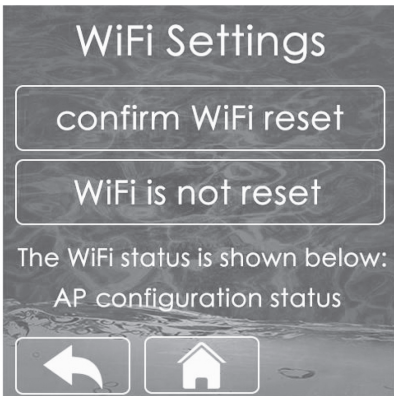 WiFi Settings
confirm WiFi reset
WiFi is not reset
The WiFi status is shown below:
AP configuration status